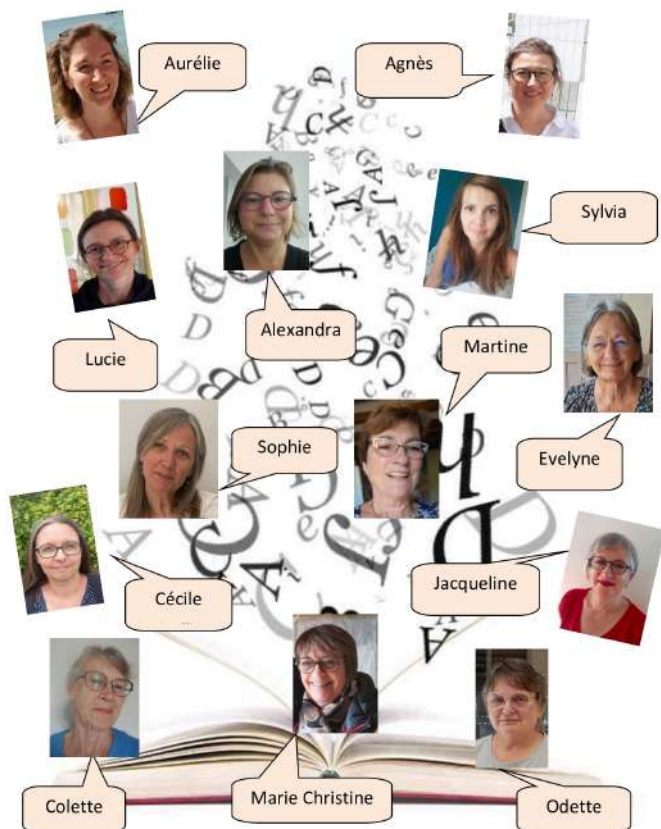 Aurélie
Agnès
Sylvia
Alexandra
Lucie
Martine
Sophie
Evelyne
Cécile
...
Jacqueline
Colette
Marie Christine
Odette